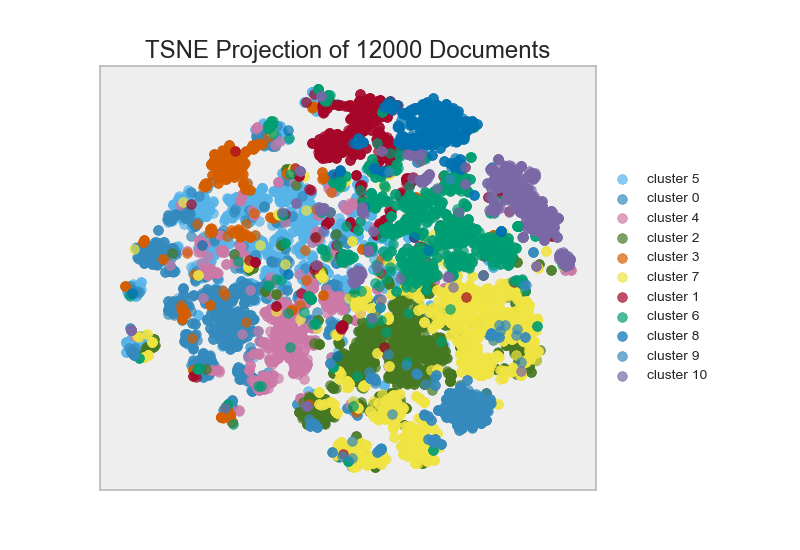 TSNE Projection of 12000 Documents
cluster 5
cluster 0
cluster 4
cluster 2
cluster 3
cluster 7
cluster 1
cluster 6
cluster 8
cluster 9
cluster 10